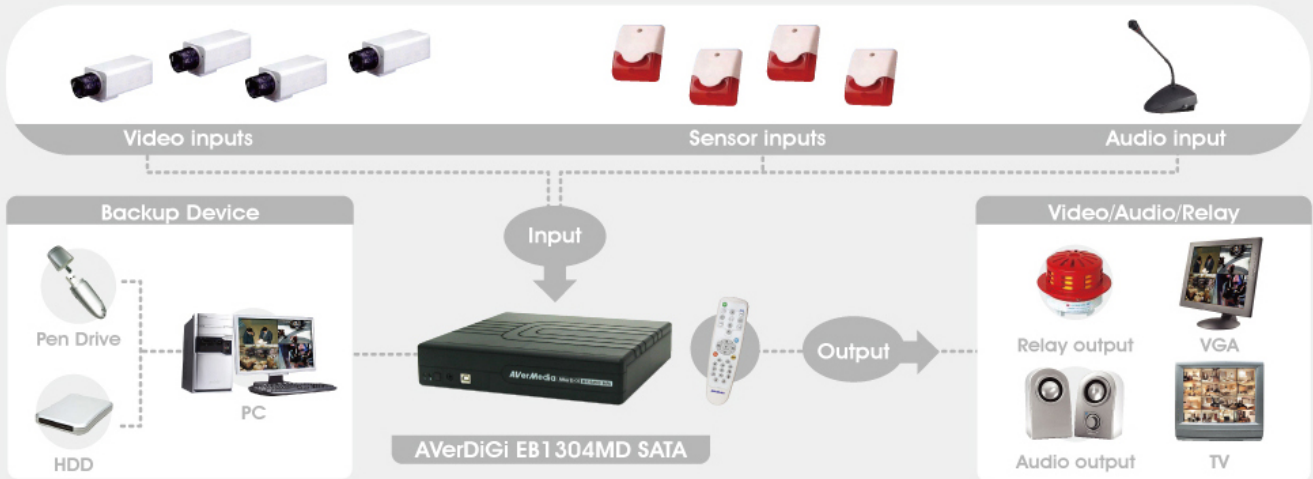 Video inputs
Sensor inputs
Audio input
Backup Device
Input
Video/Audio/Relay
Pen Drive
PC
HDD
AVerMedia
AVerDiGi EB1304MD SATA
Output
Relay output
VGA
Audio output
TV